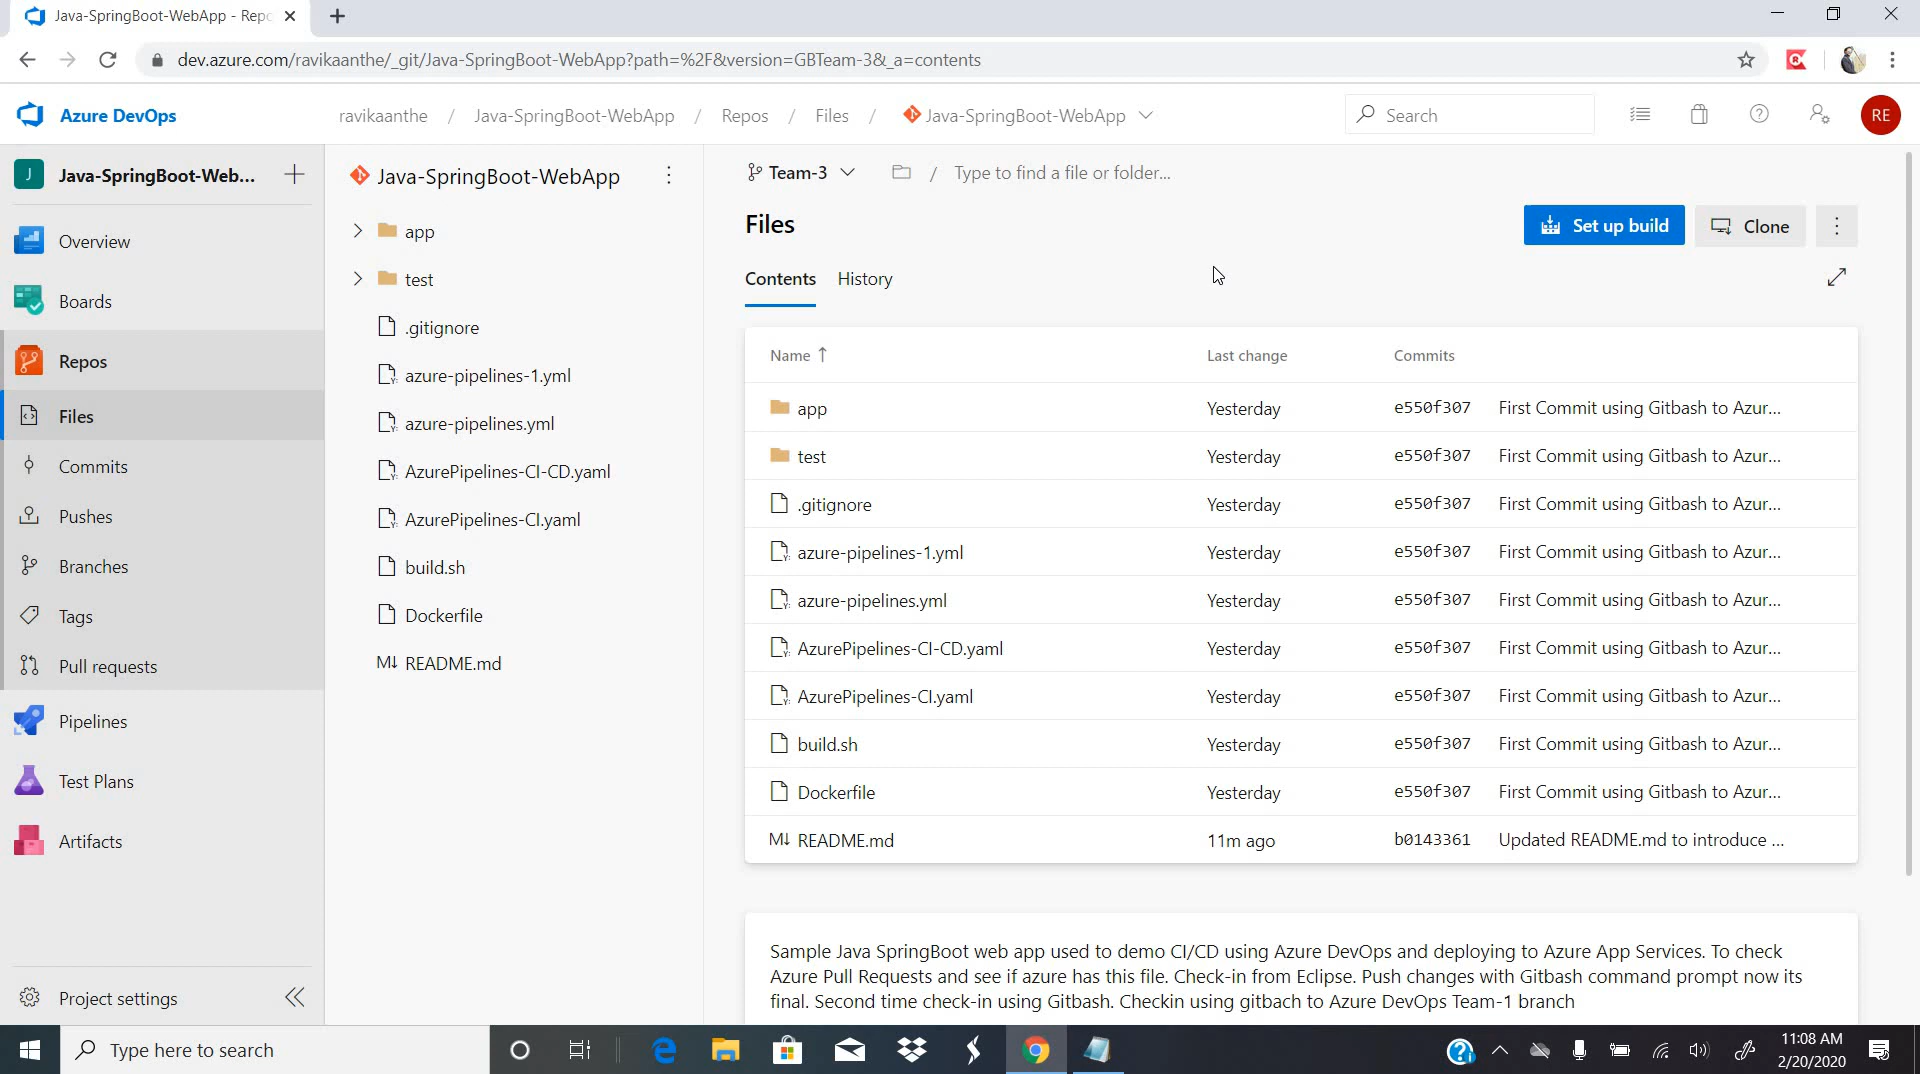 Java-SpringBoot-WebApp - Repo
dev.azure.com/ravikaanthe/_git/Java-SpringBoot-WebApp?path=%2F&version=GBTeam-3&_a=contents
Azure DevOps
ravikaanthe / Java-SpringBoot-WebApp / Repos / Files / Java-SpringBoot-WebApp
Search
RE
J Java-SpringBoot-Web...
Overview
Boards
Repos
Files
Commits
Pushes
Branches
Tags
Pull requests
Pipelines
Test Plans
Artifacts
Project settings
Java-SpringBoot-WebApp
app
test
.gitignore
azure-pipelines-1.yml
azure-pipelines.yml
AzurePipelines-CI-CD.yaml
AzurePipelines-CI.yaml
build.sh
Dockerfile
M↓ README.md
Team-3 / Type to find a file or folder...
Files
Set up build Clone
Contents History
Name ↑ Last change Commits
app Yesterday e550f307 First Commit using Gitbash to Azur...
test Yesterday e550f307 First Commit using Gitbash to Azur...
.gitignore Yesterday e550f307 First Commit using Gitbash to Azur...
azure-pipelines-1.yml Yesterday e550f307 First Commit using Gitbash to Azur...
azure-pipelines.yml Yesterday e550f307 First Commit using Gitbash to Azur...
AzurePipelines-CI-CD.yaml Yesterday e550f307 First Commit using Gitbash to Azur...
AzurePipelines-CI.yaml Yesterday e550f307 First Commit using Gitbash to Azur...
build.sh Yesterday e550f307 First Commit using Gitbash to Azur...
Dockerfile Yesterday e550f307 First Commit using Gitbash to Azur...
M↓ README.md 11m ago b0143361 Updated README.md to introduce ...
Sample Java SpringBoot web app used to demo CI/CD using Azure DevOps and deploying to Azure App Services. To check
Azure Pull Requests and see if azure has this file. Check-in from Eclipse. Push changes with Gitbash command prompt now its
final. Second time check-in using Gitbash. Checkin using gitbach to Azure DevOps Team-1 branch
Type here to search
11:08 AM
2/20/2020